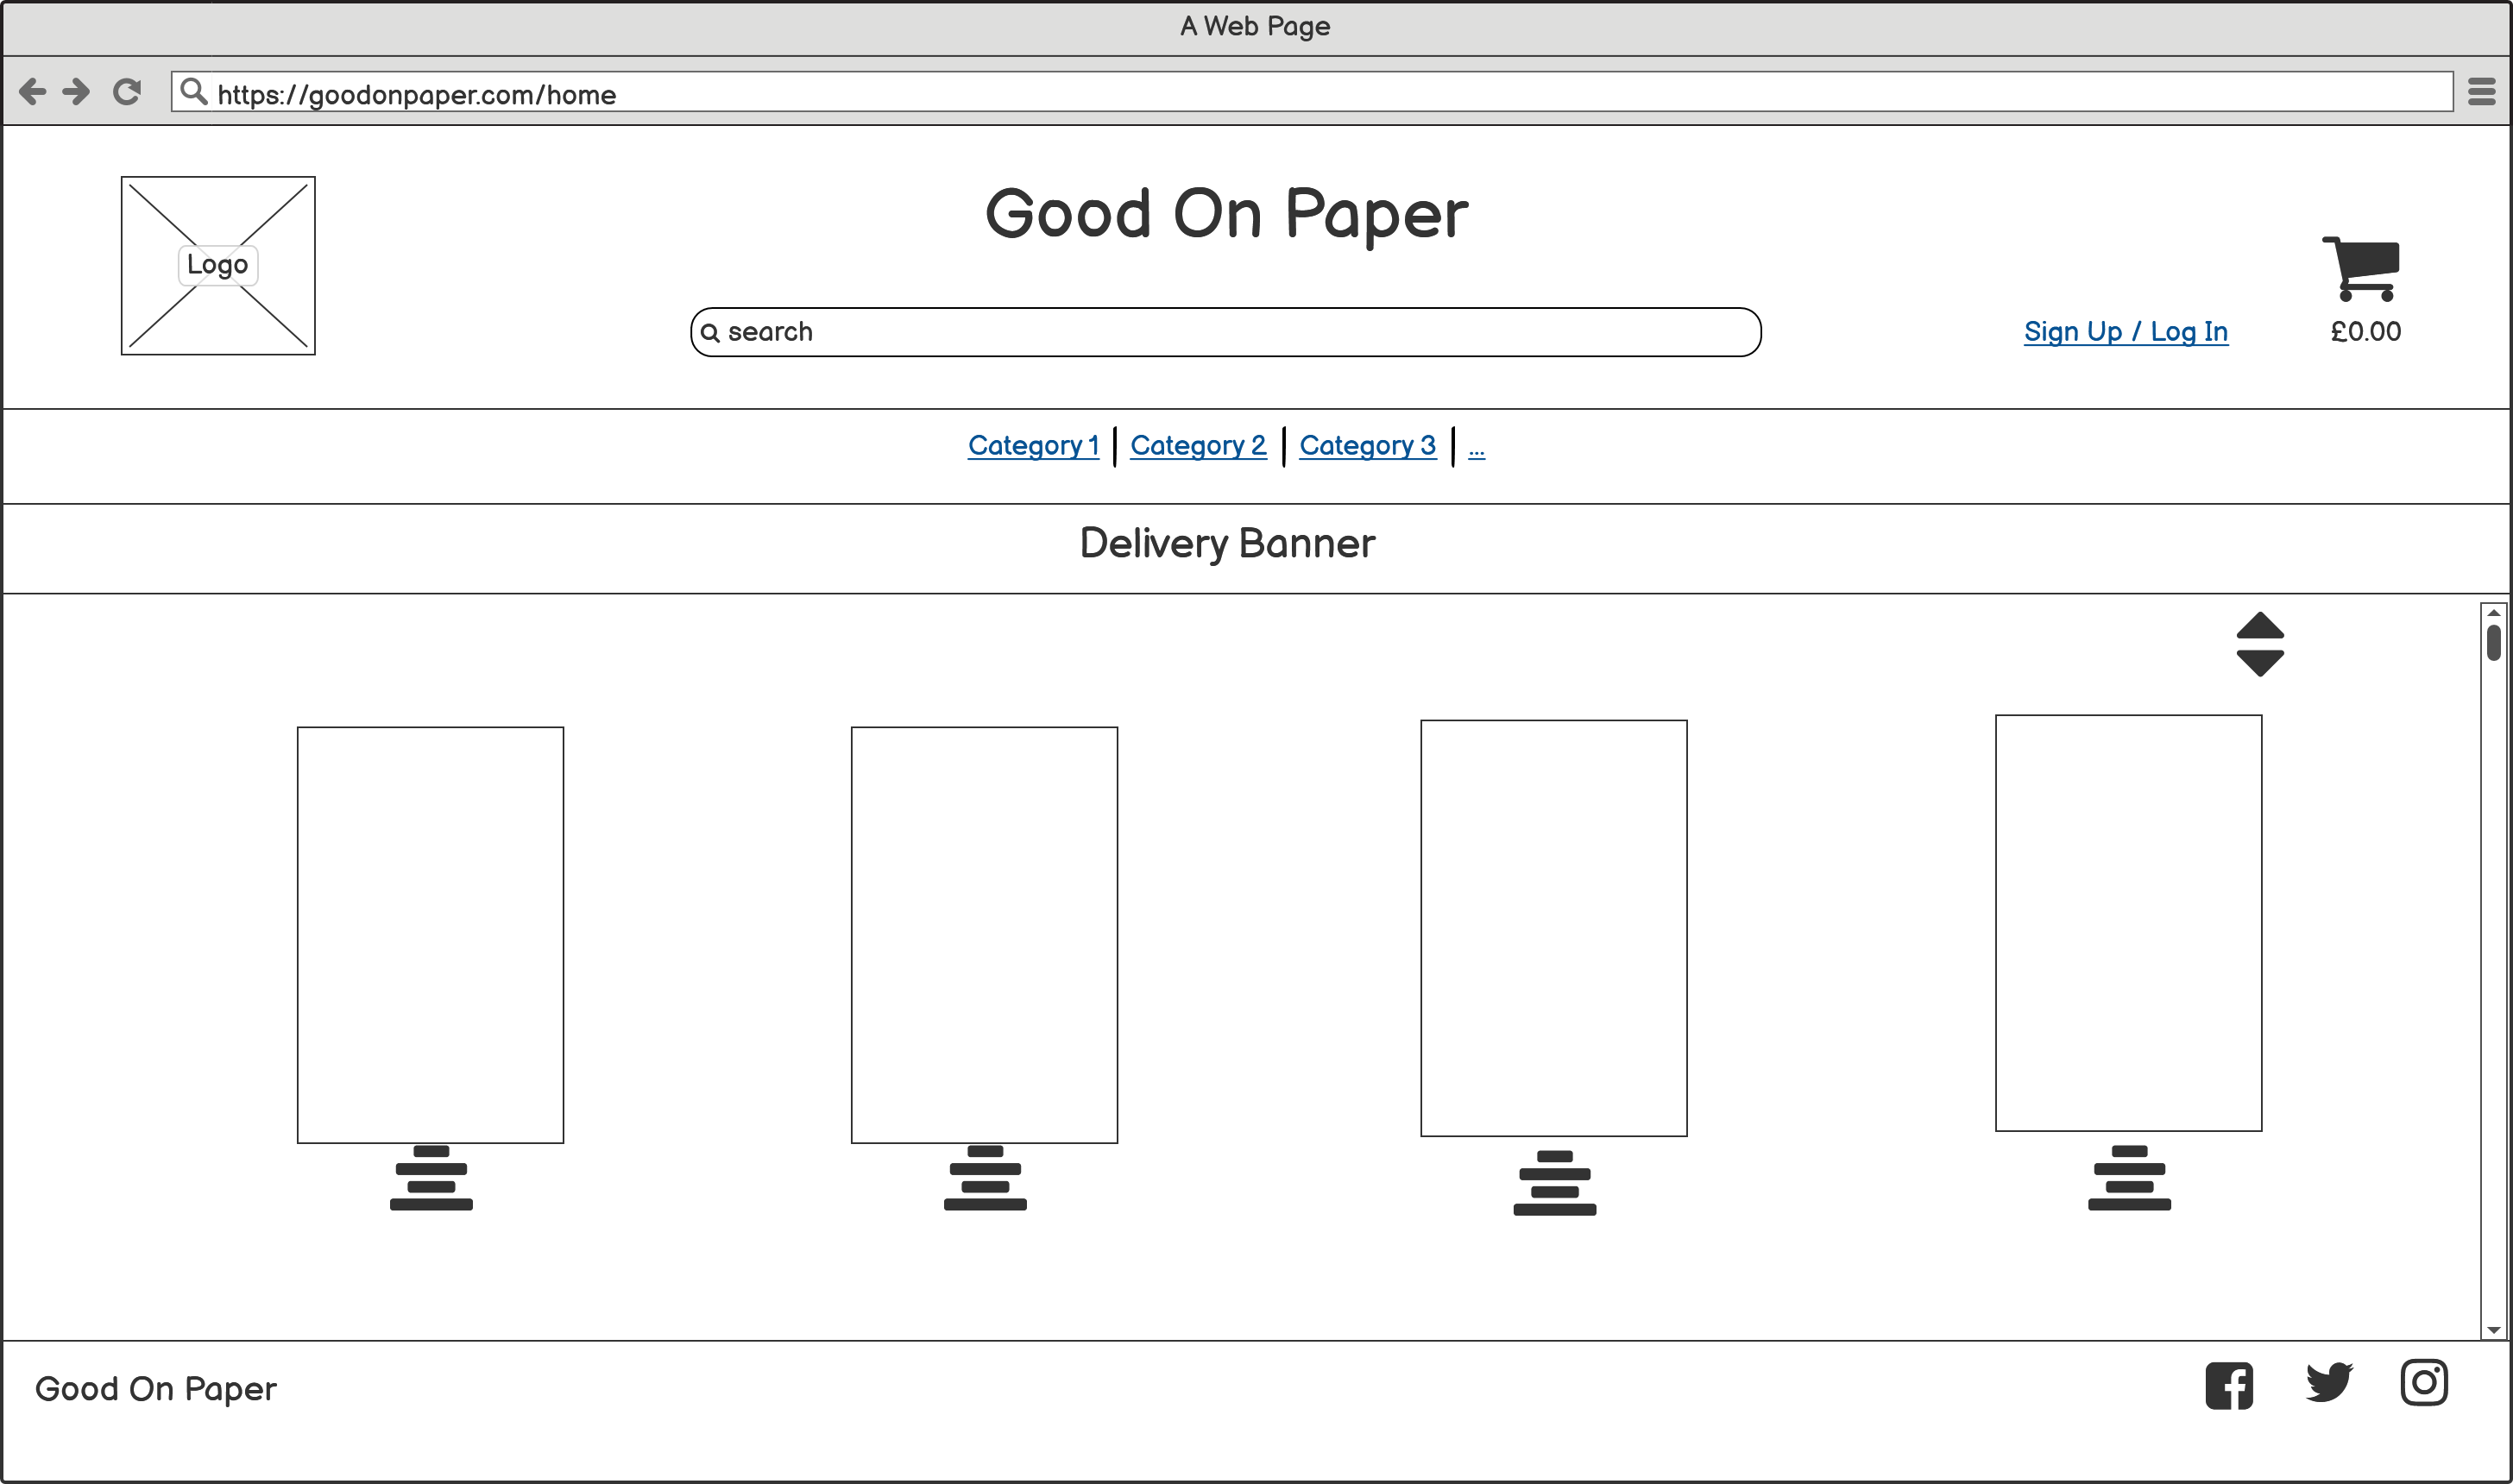 A Web Page
https://goodonpaper.com/home
Good On Paper
Logo
search
Sign Up / Log In
£0.00
Category 1 | Category 2 | Category 3 | ...
Delivery Banner
Good On Paper